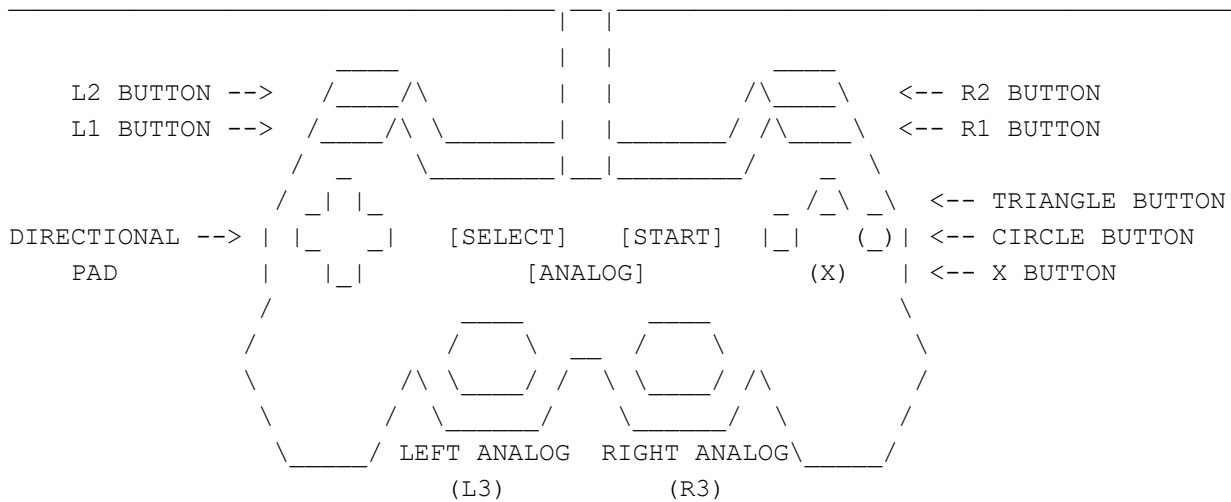 L2 BUTTON --> <-- R2 BUTTON
L1 BUTTON --> <-- R1 BUTTON
<-- TRIANGLE BUTTON
DIRECTIONAL --> [SELECT] [START] <-- CIRCLE BUTTON
PAD [ANALOG] (X) <-- X BUTTON
LEFT ANALOG RIGHT ANALOG
(L3) (R3)